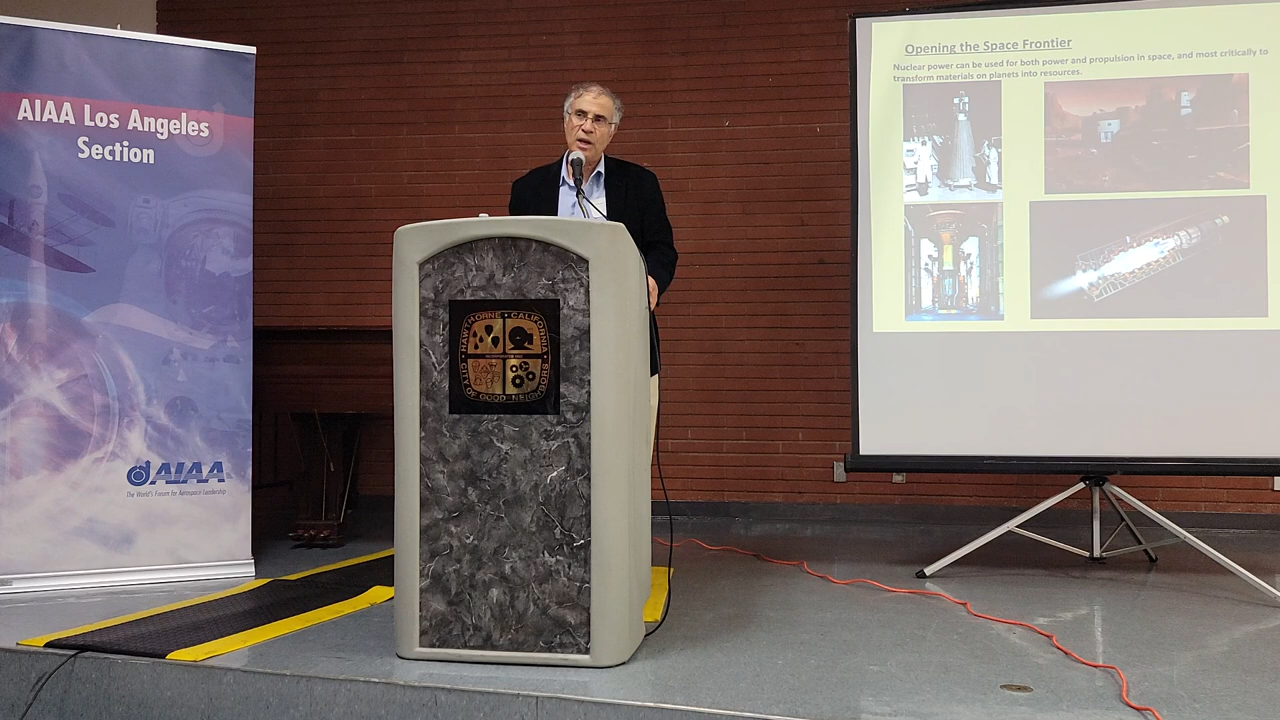 AIAA Los Angeles
Section
AIAA
The World's Forum for Aerospace Leadership
HAWTHORNE • CALIFORNIA
CITY OF GOOD NEIGHBORS
Opening the Space Frontier
Nuclear power can be used for both power and propulsion in space, and most critically to
transform materials on planets into resources.